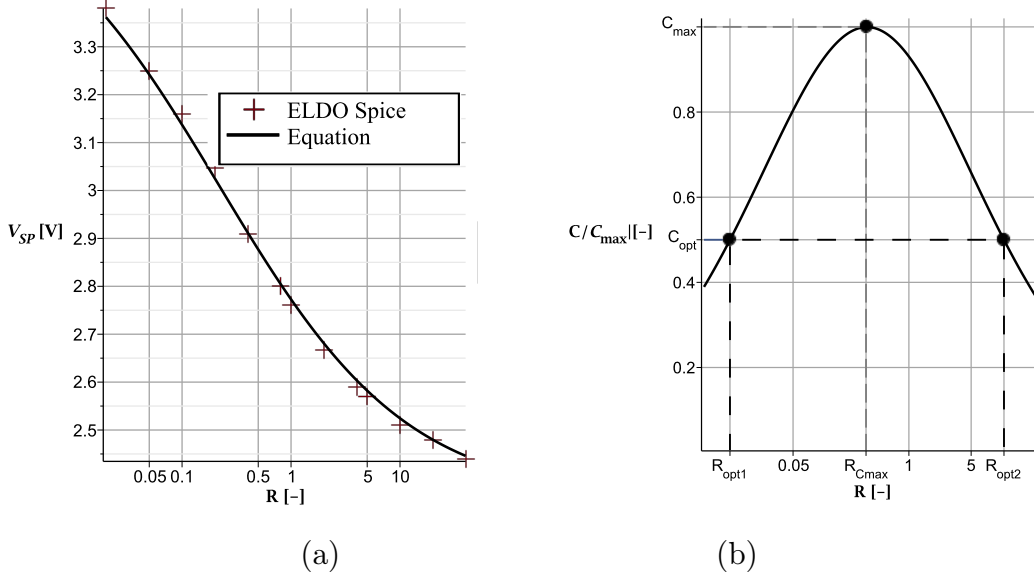 3.3
3.2
3.1
3
2.9
2.8
2.7
2.6
2.5
V_SP [V]
ELDO Spice
Equation
0.05 0.1 0.5 1 5 10
R [–]
(a)
C_max
0.8
0.6
C_opt
0.4
0.2
C/C_max|[–]
R_opt1 0.05 R_Cmax 1 5 R_opt2
R [–]
(b)